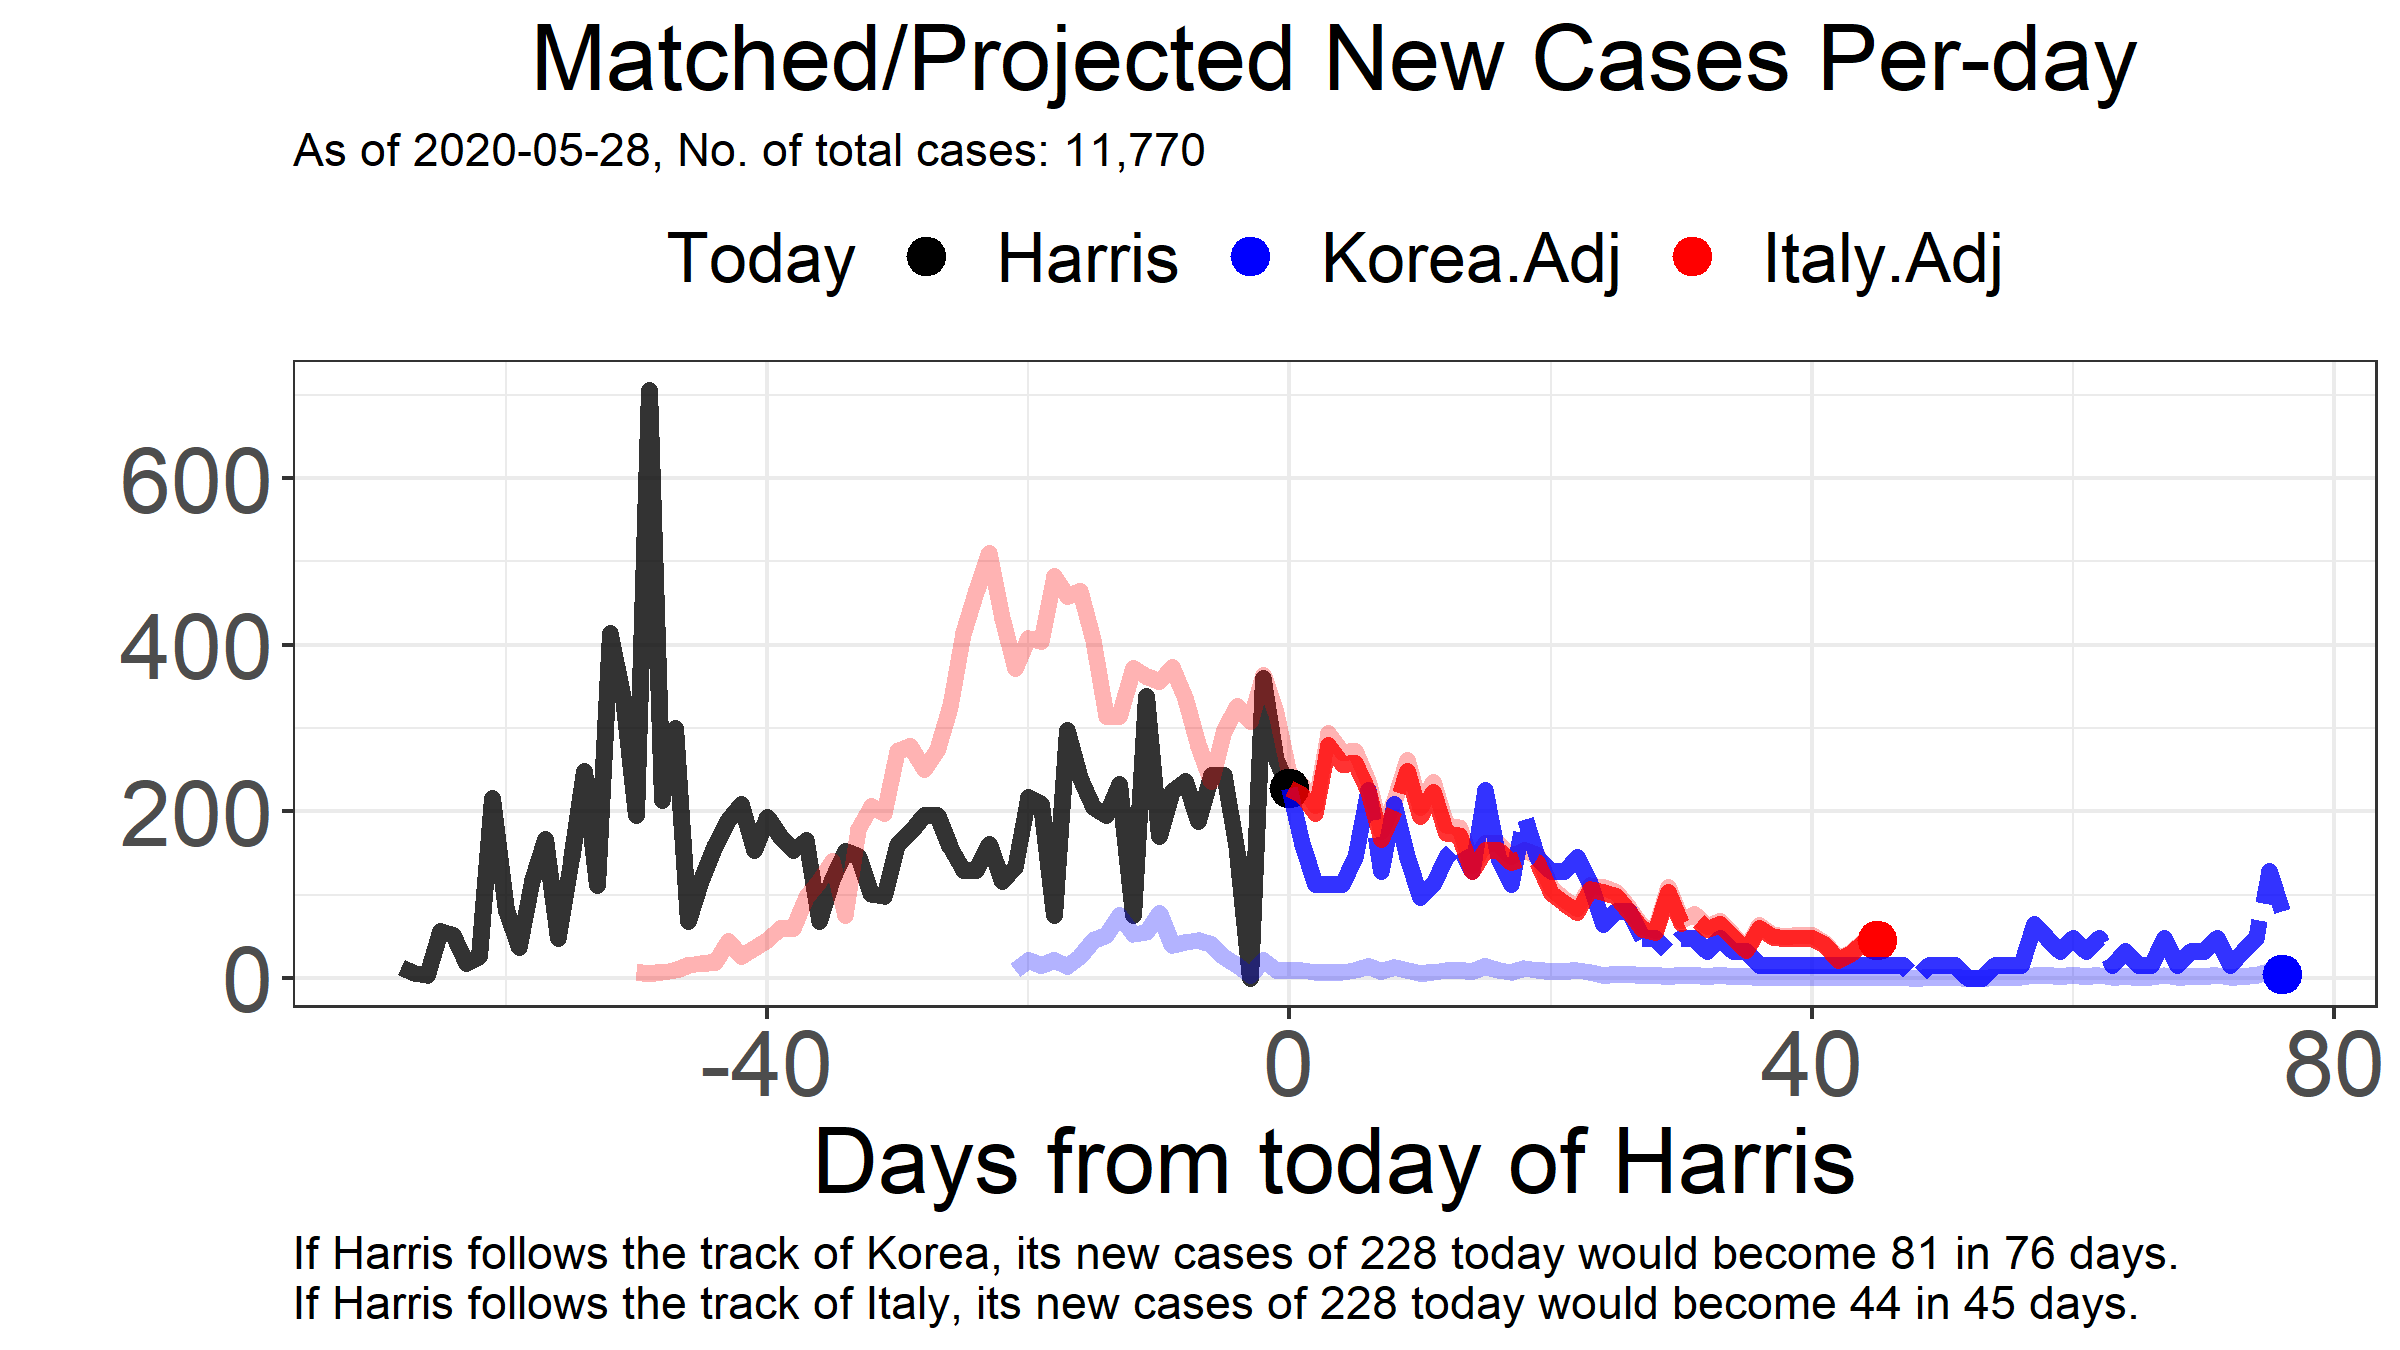 Matched/Projected New Cases Per-day
As of 2020-05-28, No. of total cases: 11,770
Today Harris Korea.Adj Italy.Adj
600
400
200
0
-40 0 40 80
Days from today of Harris
If Harris follows the track of Korea, its new cases of 228 today would become 81 in 76 days.
If Harris follows the track of Italy, its new cases of 228 today would become 44 in 45 days.